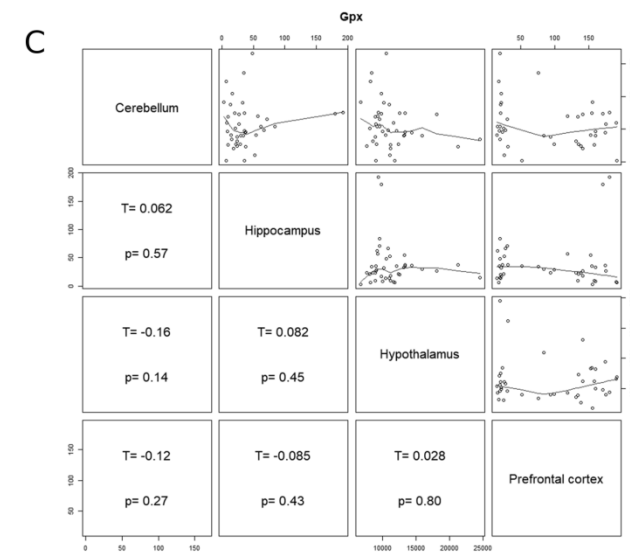 C
Gpx
0 50 100 150 200
50 100 150
Cerebellum
200
150
100
50
0
T= 0.062
p= 0.57
Hippocampus
T= -0.16
p= 0.14
T= 0.082
p= 0.45
Hypothalamus
150
100
50
T= -0.12
p= 0.27
T= -0.085
p= 0.43
T= 0.028
p= 0.80
Prefrontal cortex
0 50 100 150
10000 15000 20000 25000